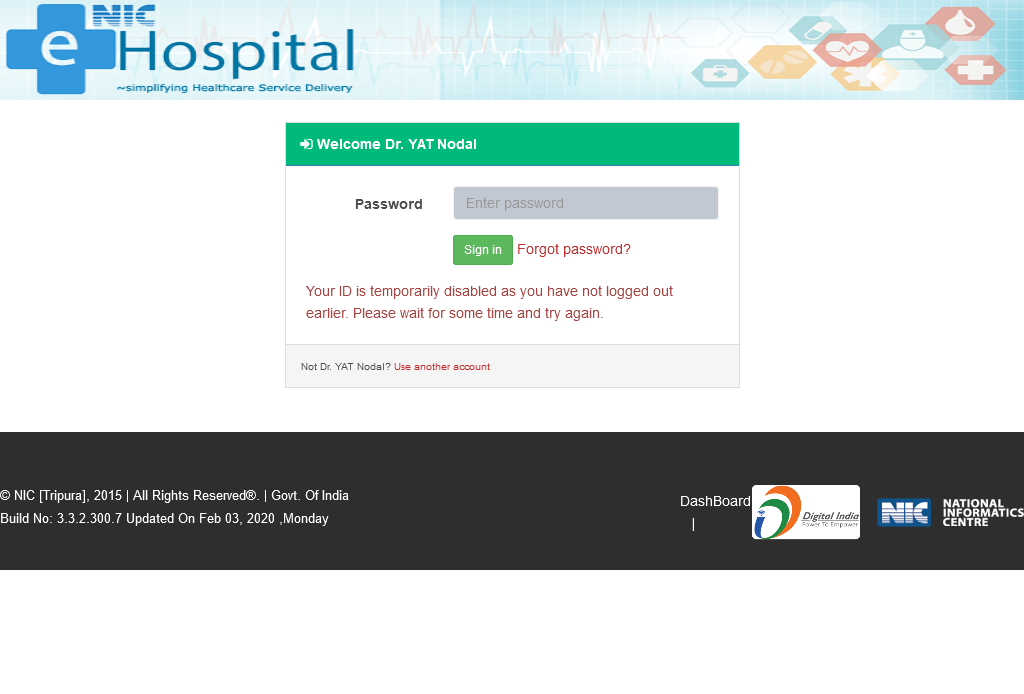 NIC
e Hospital
~simplifying Healthcare Service Delivery
Welcome Dr. YAT Nodal
Password
Enter password
Sign in Forgot password?
Your ID is temporarily disabled as you have not logged out
earlier. Please wait for some time and try again.
Not Dr. YAT Nodal? Use another account
© NIC [Tripura], 2015 | All Rights Reserved®. | Govt. Of India
Build No: 3.3.2.300.7 Updated On Feb 03, 2020 ,Monday
DashBoard
|
Digital India
Power To Empower
NIC
NATIONAL
INFORMATICS
CENTRE